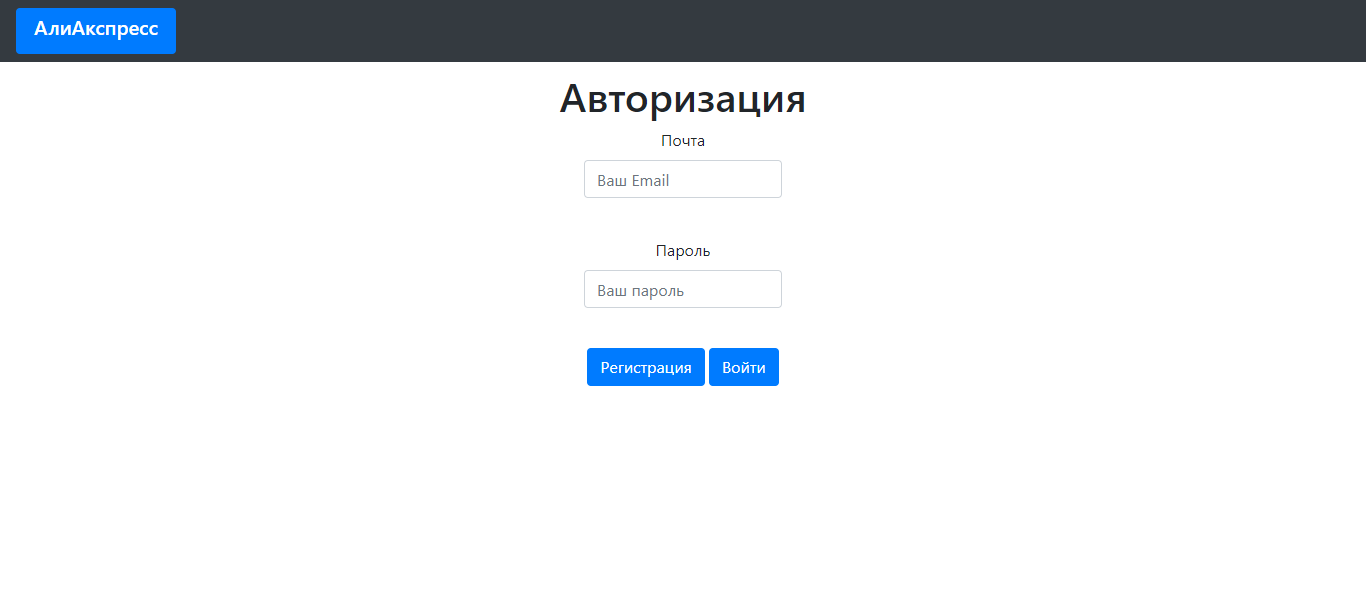 АлиАкспресс
Авторизация
Почта
Ваш Email
Пароль
Ваш пароль
Регистрация Войти